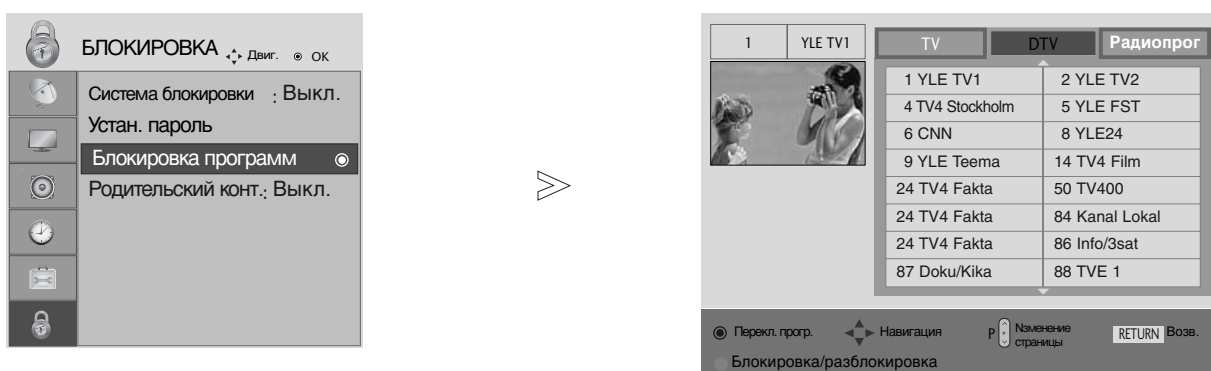 БЛОКИРОВКА Двиг. ОК
Система блокировки : Выкл.
Устан. пароль
Блокировка программ
Родительский конт.: Выкл.
1 YLE TV1
TV DTV Радиопрог
1 YLE TV1 2 YLE TV2
4 TV4 Stockholm 5 YLE FST
6 CNN 8 YLE24
9 YLE Teema 14 TV4 Film
24 TV4 Fakta 50 TV400
24 TV4 Fakta 84 Kanal Lokal
24 TV4 Fakta 86 Info/3sat
87 Doku/Kika 88 TVE 1
Перекл. прогр. Навигация P Nзменение страницы RETURN Возв.
Блокировка/разблокировка